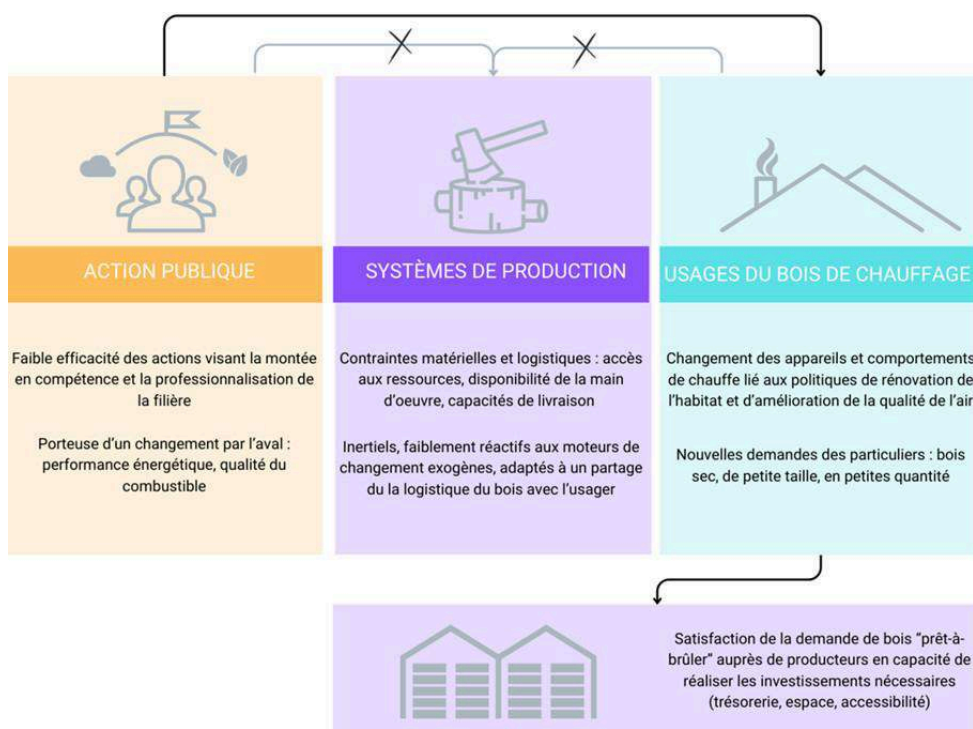 ACTION PUBLIQUE
Faible efficacité des actions visant la montée
en compétence et la professionnalisation de
la filière
Porteuse d'un changement par l'aval :
performance énergétique, qualité du
combustible
SYSTÈMES DE PRODUCTION
Contraintes matérielles et logistiques : accès
aux ressources, disponibilité de la main
d'oeuvre, capacités de livraison
Inertiels, faiblement réactifs aux moteurs de
changement exogènes, adaptés à un partage
du la logistique du bois avec l'usager
USAGES DU BOIS DE CHAUFFAGE
Changement des appareils et comportements
de chauffe lié aux politiques de rénovation de
l'habitat et d'amélioration de la qualité de l'air
Nouvelles demandes des particuliers : bois
sec, de petite taille, en petites quantité
Satisfaction de la demande de bois "prêt-à-
brûler" auprès de producteurs en capacité de
réaliser les investissements nécessaires
(trésorerie, espace, accessibilité)